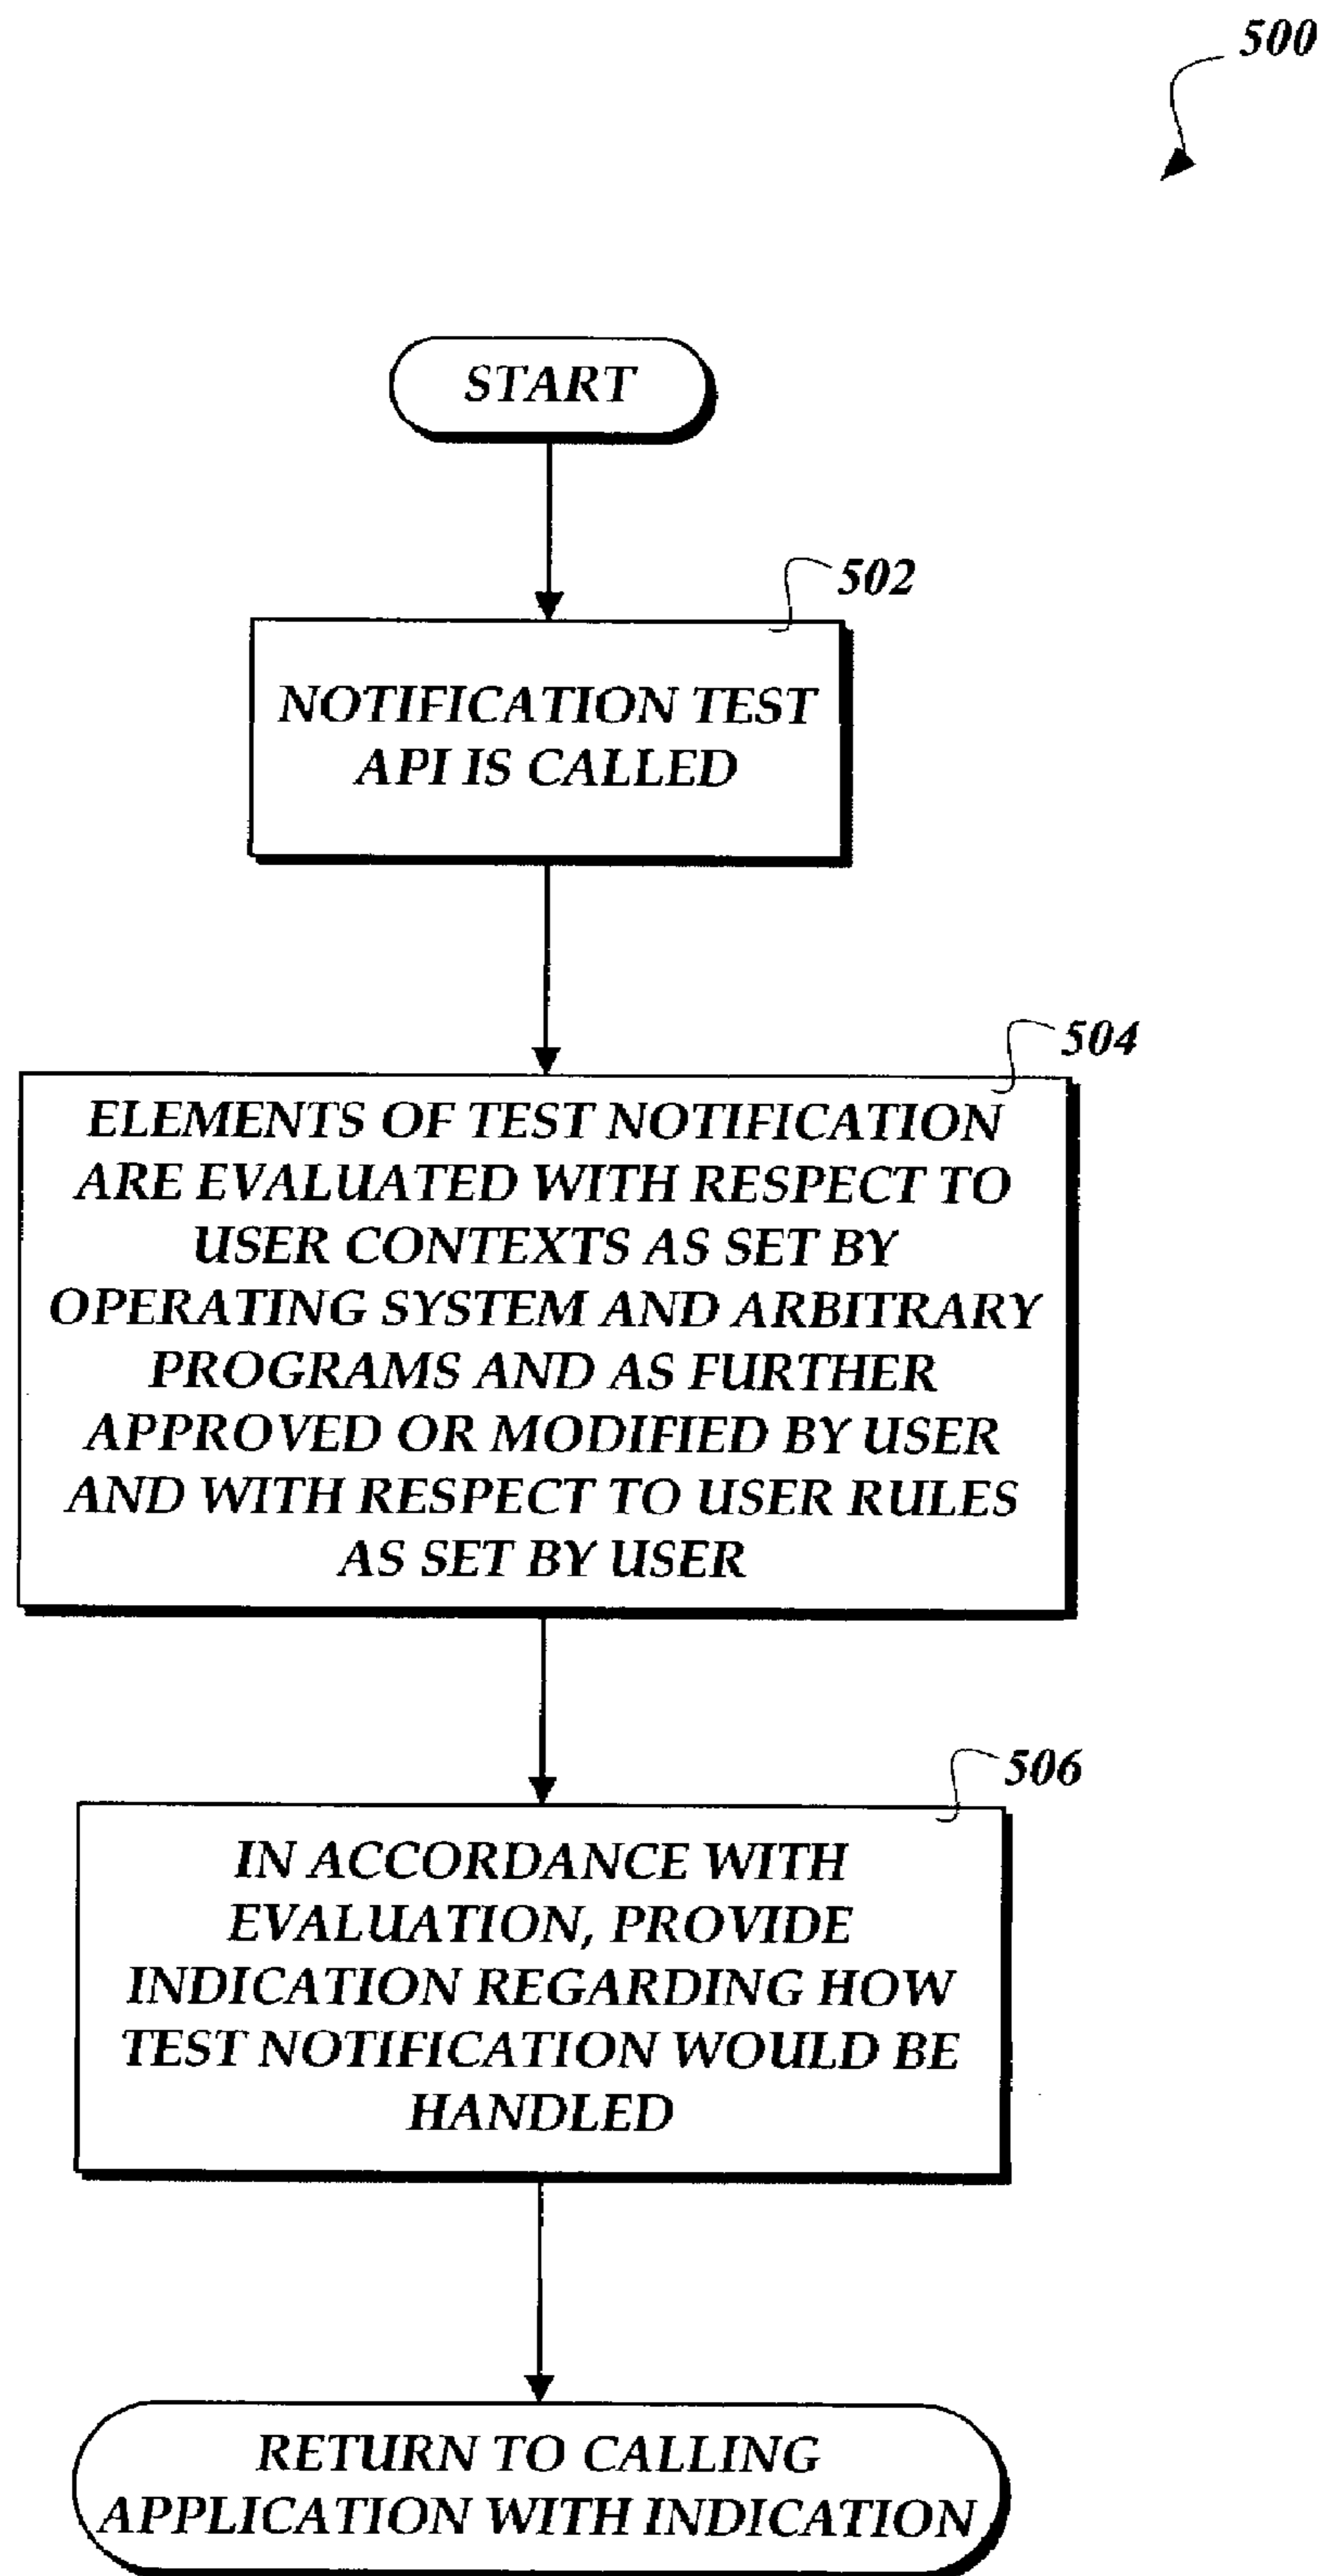 500
START
502
NOTIFICATION TEST
API IS CALLED
504
ELEMENTS OF TEST NOTIFICATION
ARE EVALUATED WITH RESPECT TO
USER CONTEXTS AS SET BY
OPERATING SYSTEM AND ARBITRARY
PROGRAMS AND AS FURTHER
APPROVED OR MODIFIED BY USER
AND WITH RESPECT TO USER RULES
AS SET BY USER
506
IN ACCORDANCE WITH
EVALUATION, PROVIDE
INDICATION REGARDING HOW
TEST NOTIFICATION WOULD BE
HANDLED
RETURN TO CALLING
APPLICATION WITH INDICATION